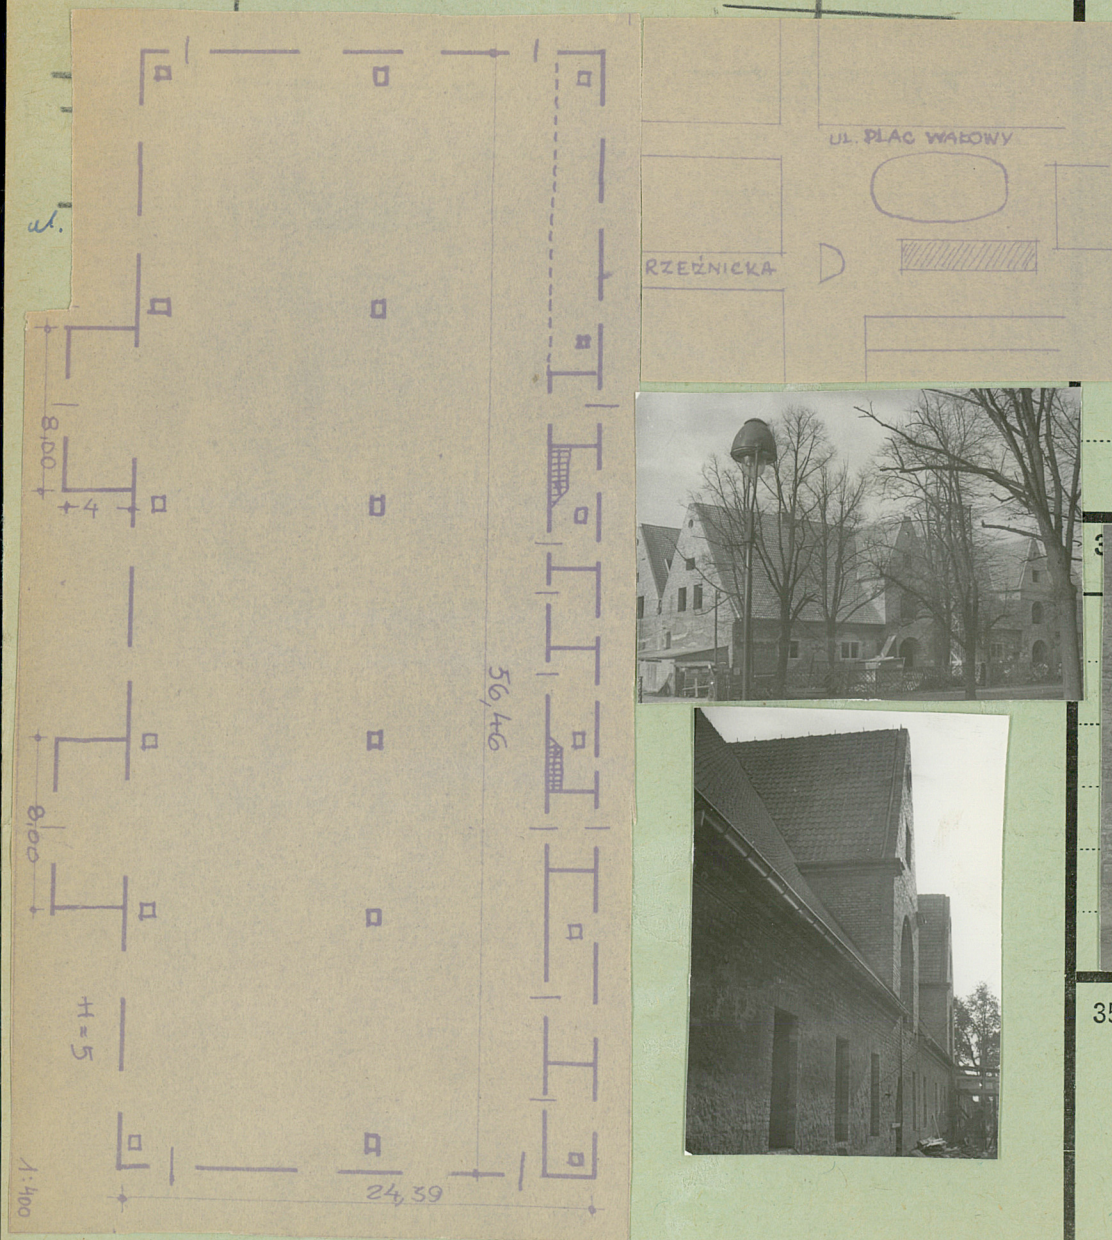 ul.
UL. PLAC WAŁOWY
RZEŹNICKA
8,00
4
56,46
8,00
H = 5
24,39
1:400
35